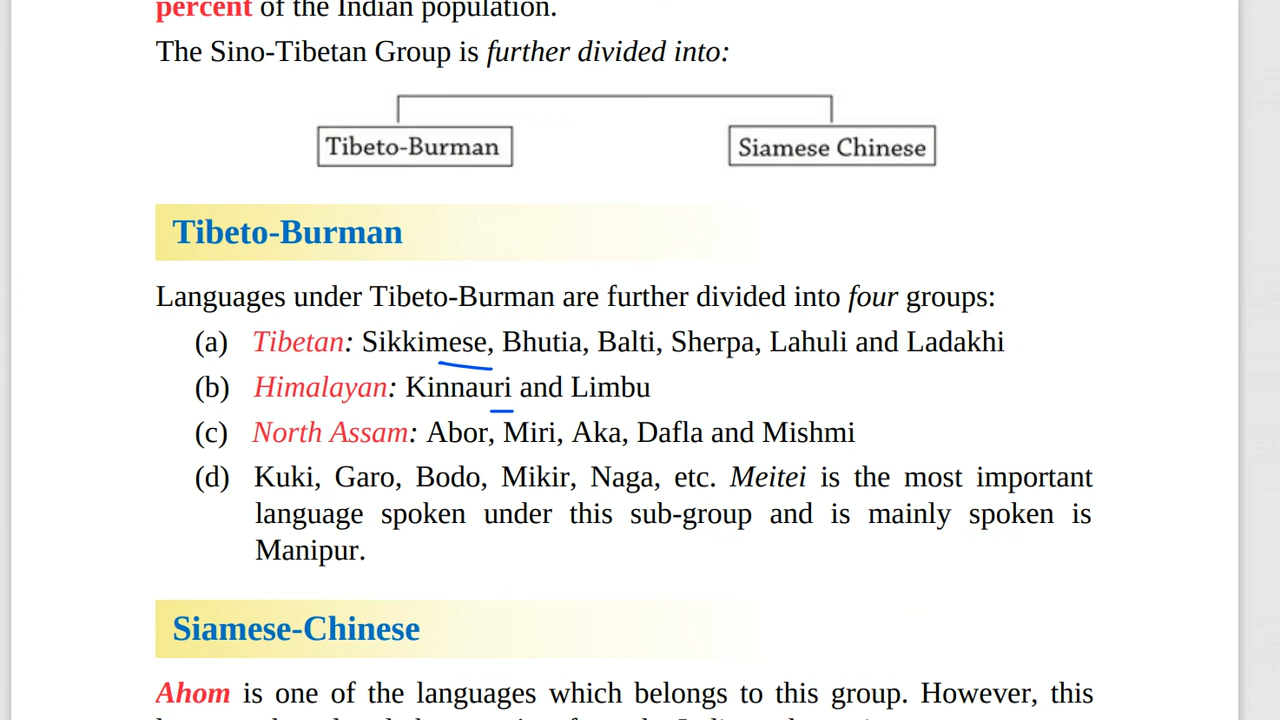 percent of the Indian population.
The Sino-Tibetan Group is further divided into:
Tibeto-Burman
Siamese Chinese
Tibeto-Burman
Languages under Tibeto-Burman are further divided into four groups:
(a) Tibetan: Sikkimese, Bhutia, Balti, Sherpa, Lahuli and Ladakhi
(b) Himalayan: Kinnauri and Limbu
(c) North Assam: Abor, Miri, Aka, Dafla and Mishmi
(d) Kuki, Garo, Bodo, Mikir, Naga, etc. Meitei is the most important
language spoken under this sub-group and is mainly spoken is
Manipur.
Siamese-Chinese
Ahom is one of the languages which belongs to this group. However, this